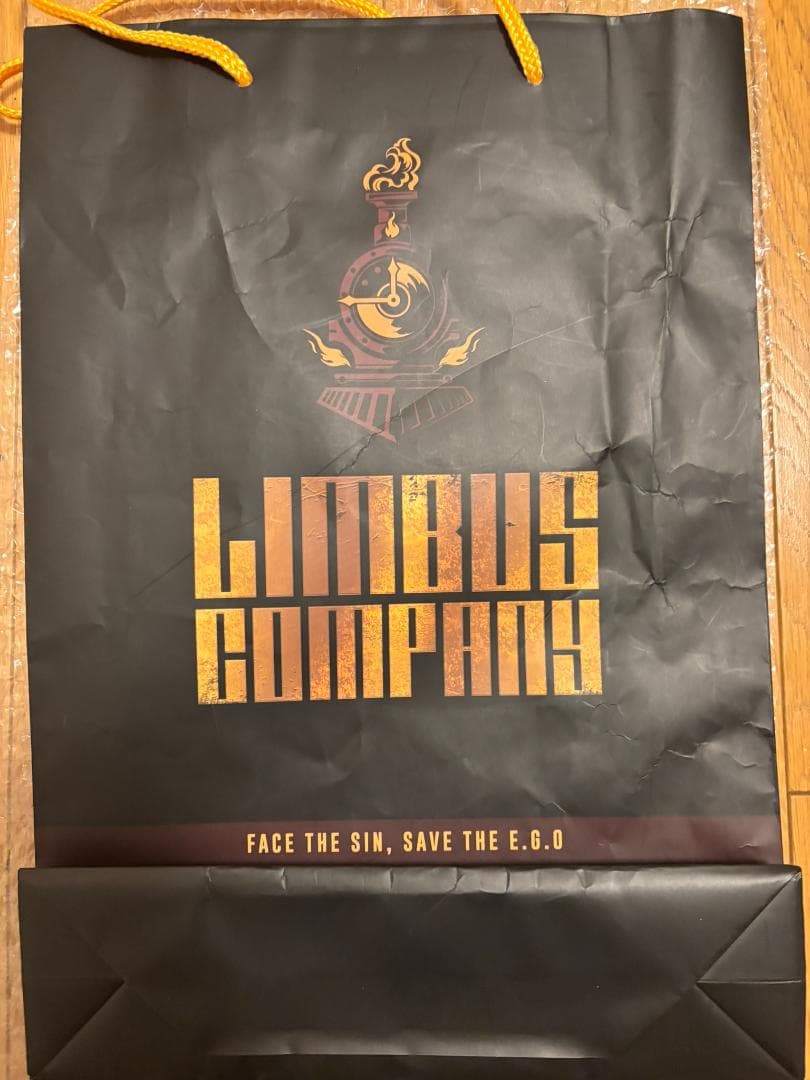 LIMBUS
COMPANY
FACE THE SIN, SAVE THE E.G.O